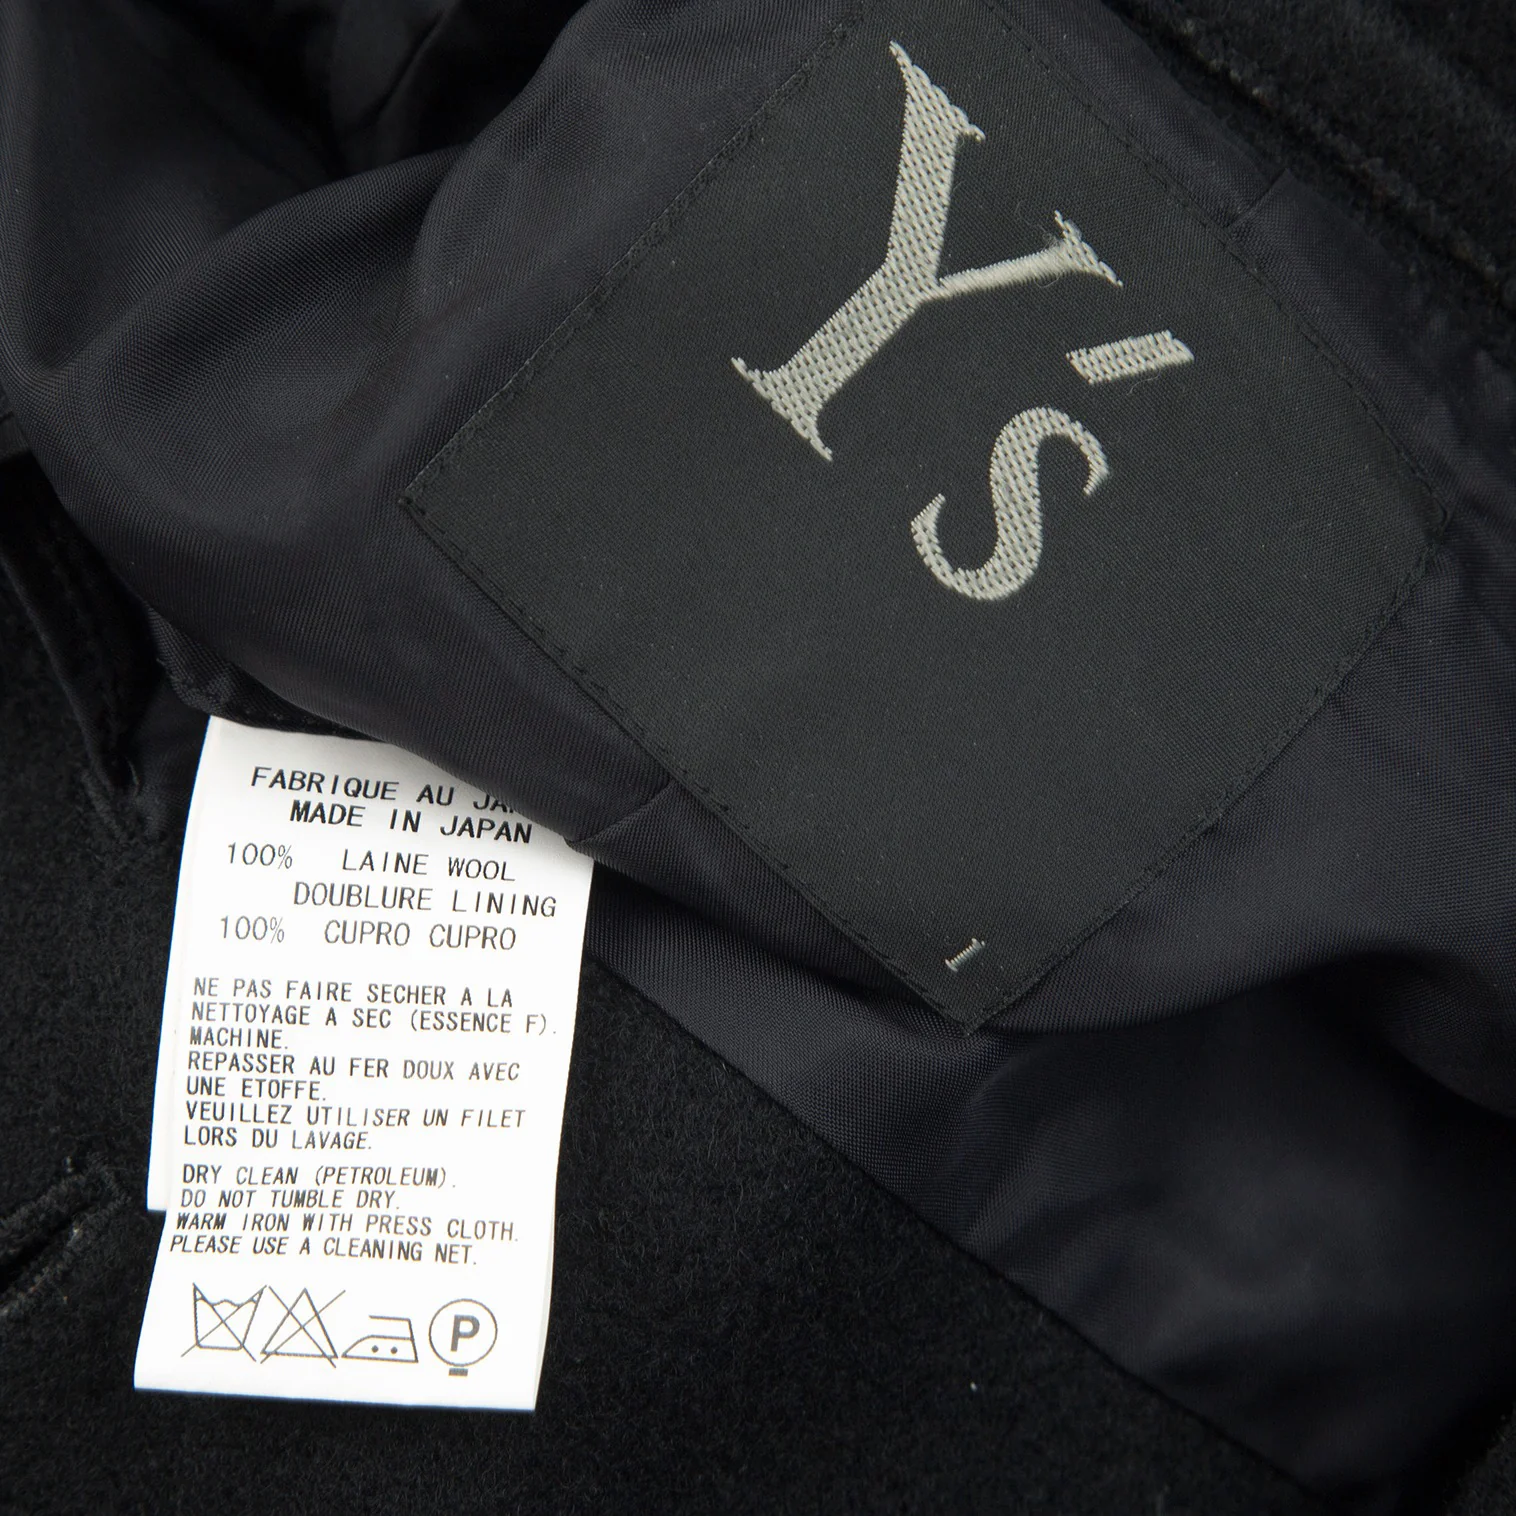 Y's
1
FABRIQUE AU
MADE IN JAPAN
100% LAINE WOOL
DOUBLURE LINING
100% CUPRO CUPRO
NE PAS FAIRE SECHER A LA
NETTOYAGE A SEC (ESSENCE F).
MACHINE.
REPASSER AU FER DOUX AVEC
UNE ETOFFE.
VEUILLEZ UTILISER UN FILET
LORS DU LAVAGE.
DRY CLEAN (PETROLEUM).
DO NOT TUMBLE DRY.
WARM IRON WITH PRESS CLOTH.
PLEASE USE A CLEANING NET.
P